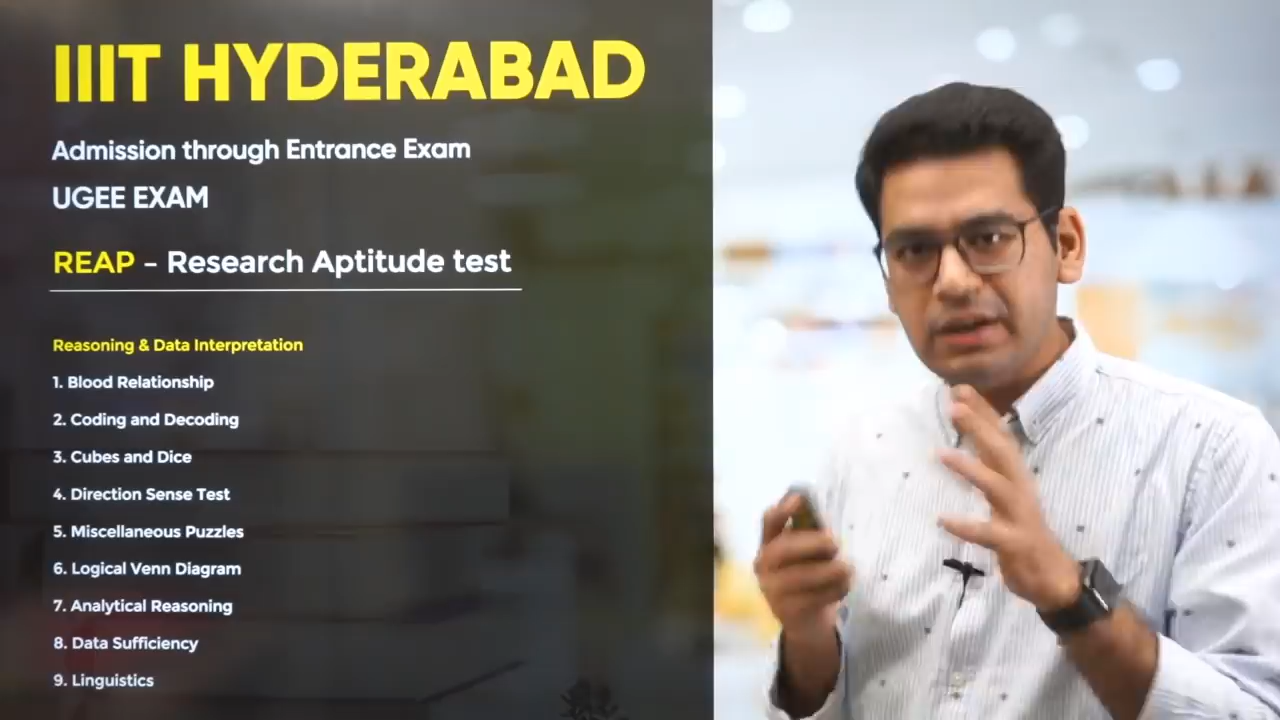 IIIT HYDERABAD
Admission through Entrance Exam
UGEE EXAM
REAP - Research Aptitude test
Reasoning & Data Interpretation
1. Blood Relationship
2. Coding and Decoding
3. Cubes and Dice
4. Direction Sense Test
5. Miscellaneous Puzzles
6. Logical Venn Diagram
7. Analytical Reasoning
8. Data Sufficiency
9. Linguistics